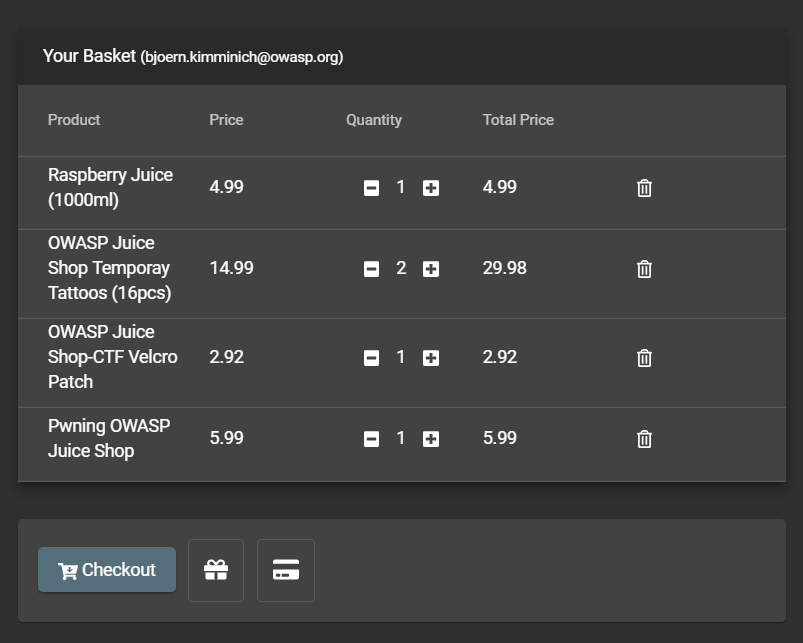 Your Basket (bjoern.kimminich@owasp.org)
Product Price Quantity Total Price
Raspberry Juice
(1000ml)
4.99 1 4.99
OWASP Juice
Shop Temporay
Tattoos (16pcs)
14.99 2 29.98
OWASP Juice
Shop-CTF Velcro
Patch
2.92 1 2.92
Pwning OWASP
Juice Shop
5.99 1 5.99
Checkout